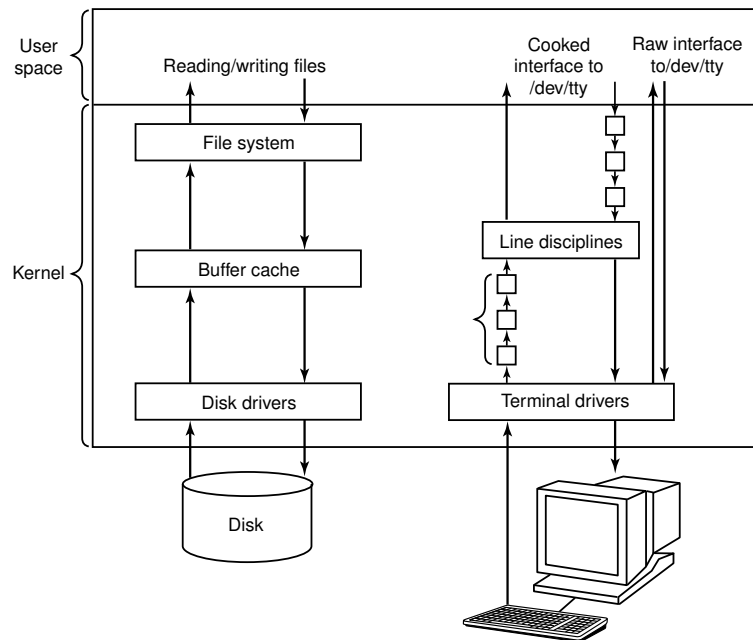 User
space
Reading/writing files
Cooked
interface to
/dev/tty
Raw interface
to/dev/tty
File system
Line disciplines
Kernel
Buffer cache
Disk drivers
Terminal drivers
Disk